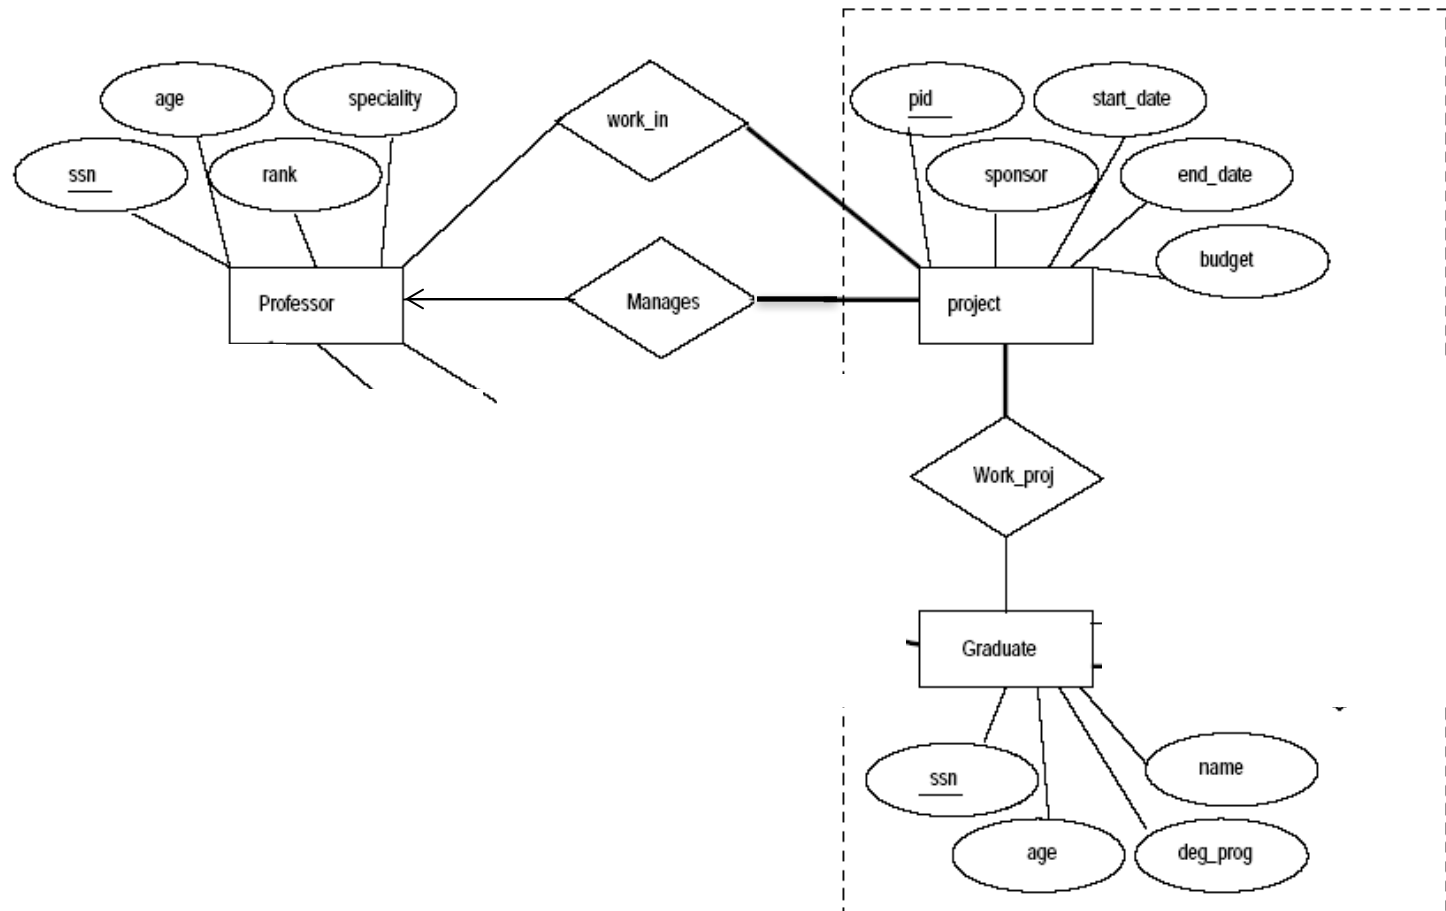 age
speciality
ssn
rank
work_in
pid
start_date
sponsor
end_date
budget
Professor
Manages
project
Work_proj
Graduate
ssn
name
age
deg_prog